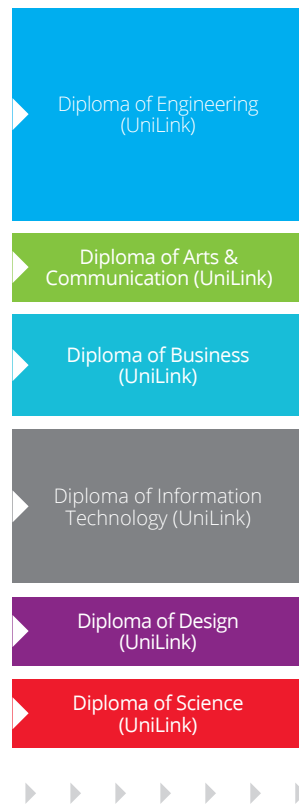 Diploma of Engineering
(UniLink)
Diploma of Arts &
Communication (UniLink)
Diploma of Business
(UniLink)
Diploma of Information
Technology (UniLink)
Diploma of Design
(UniLink)
Diploma of Science
(UniLink)